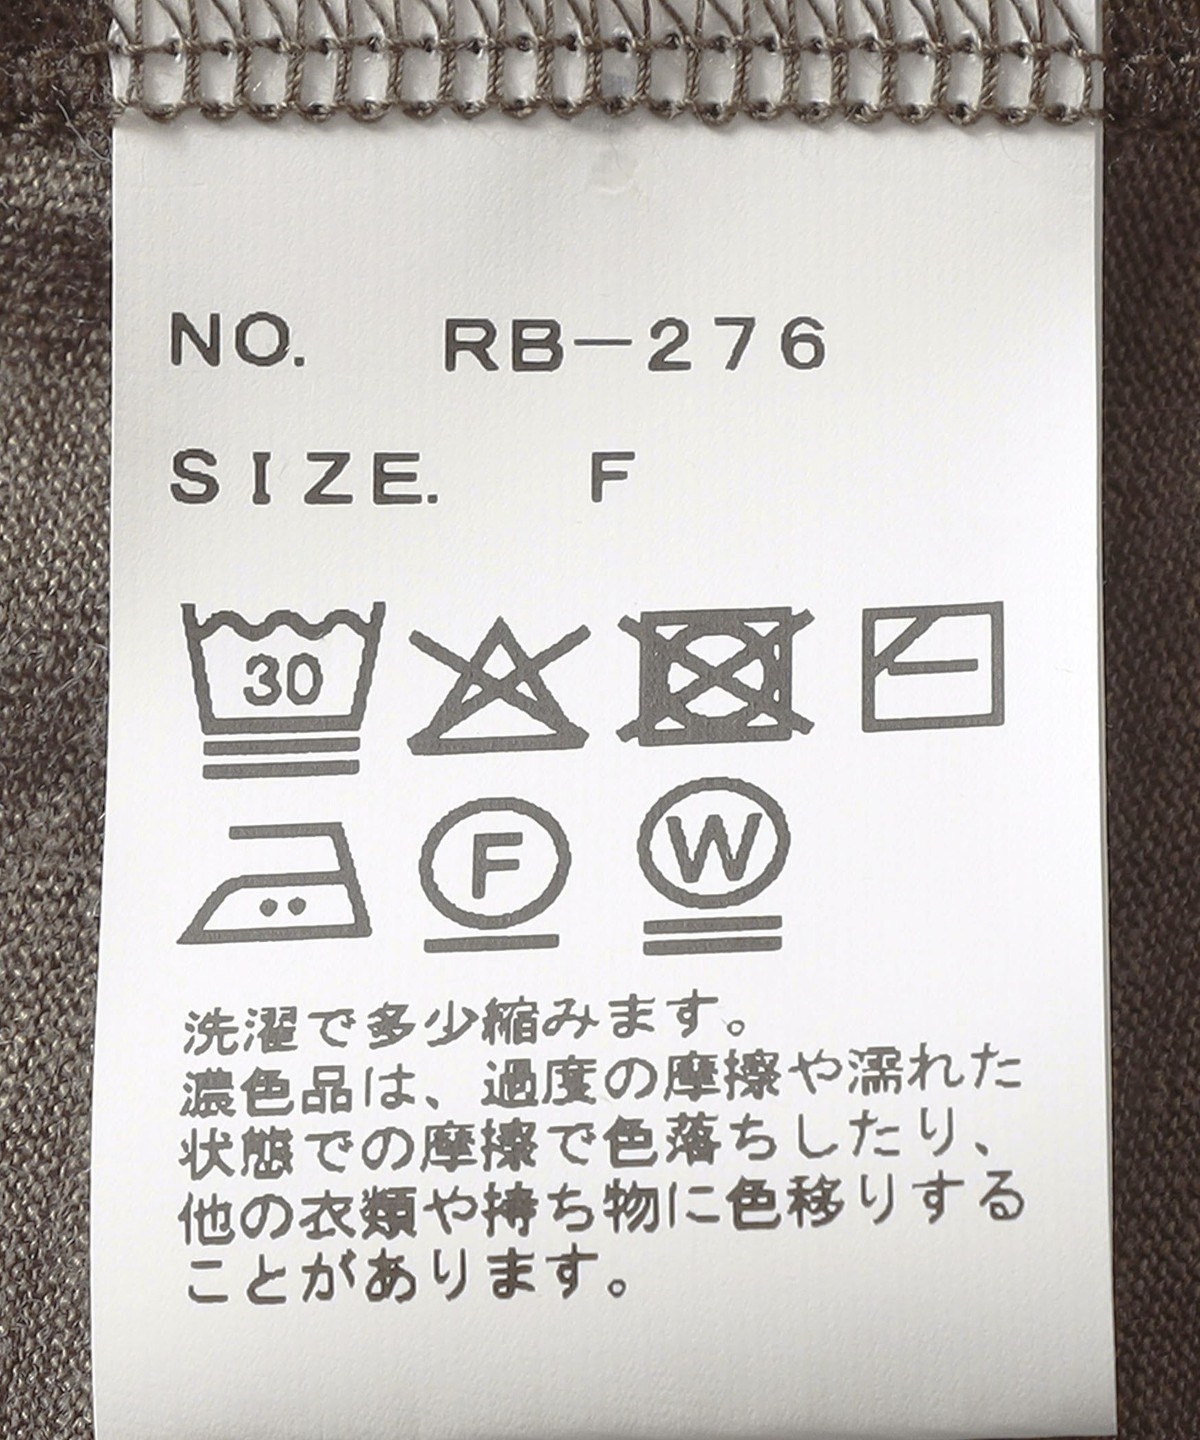 NO. RB－276
SIZE. F
30
F W
洗濯で多少縮みます。
濃色品は、過度の摩擦や濡れた
状態での摩擦で色落ちしたり、
他の衣類や持ち物に色移りする
ことがあります。